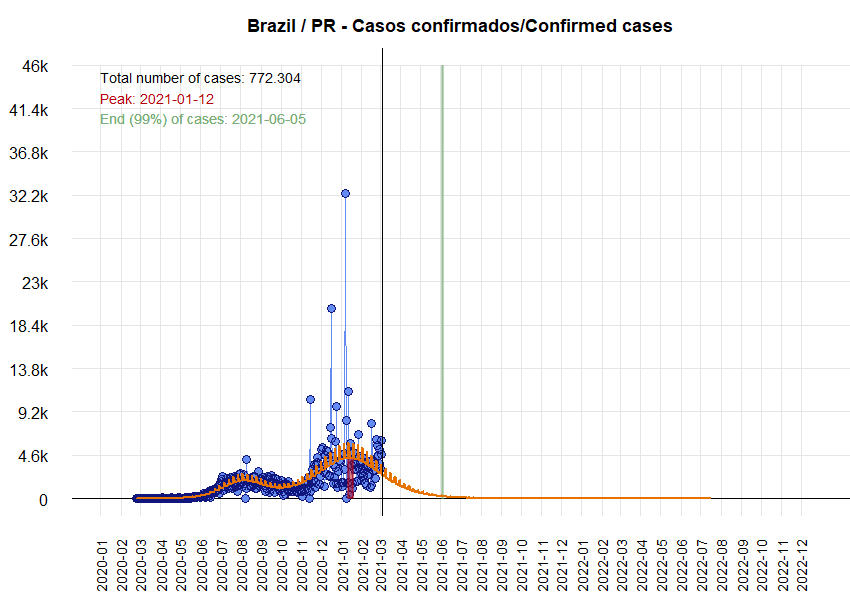 Brazil / PR - Casos confirmados/Confirmed cases
Total number of cases: 772.304
Peak: 2021-01-12
End (99%) of cases: 2021-06-05
46k
41.4k
36.8k
32.2k
27.6k
23k
18.4k
13.8k
9.2k
4.6k
0
2020-01
2020-02
2020-03
2020-04
2020-05
2020-06
2020-07
2020-08
2020-09
2020-10
2020-11
2020-12
2021-01
2021-02
2021-03
2021-04
2021-05
2021-06
2021-07
2021-08
2021-09
2021-10
2021-11
2021-12
2022-01
2022-02
2022-03
2022-04
2022-05
2022-06
2022-07
2022-08
2022-09
2022-10
2022-11
2022-12